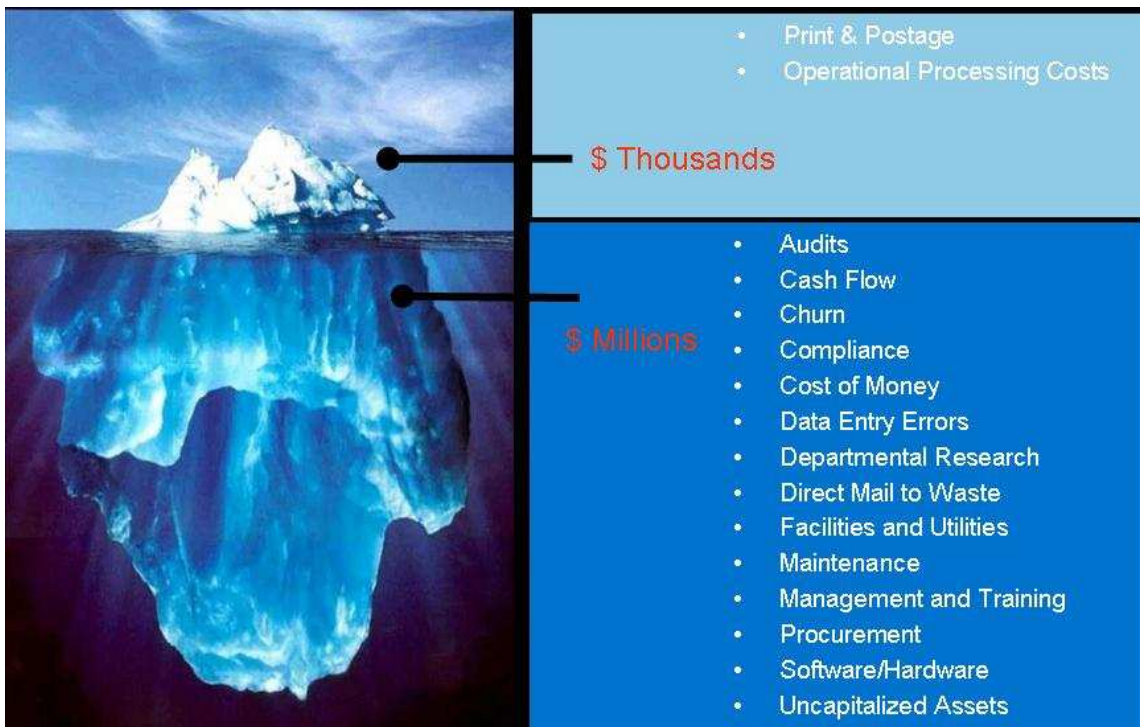 Print & Postage
Operational Processing Costs
$ Thousands
Audits
Cash Flow
Churn
$ Millions
Compliance
Cost of Money
Data Entry Errors
Departmental Research
Direct Mail to Waste
Facilities and Utilities
Maintenance
Management and Training
Procurement
Software/Hardware
Uncapitalized Assets